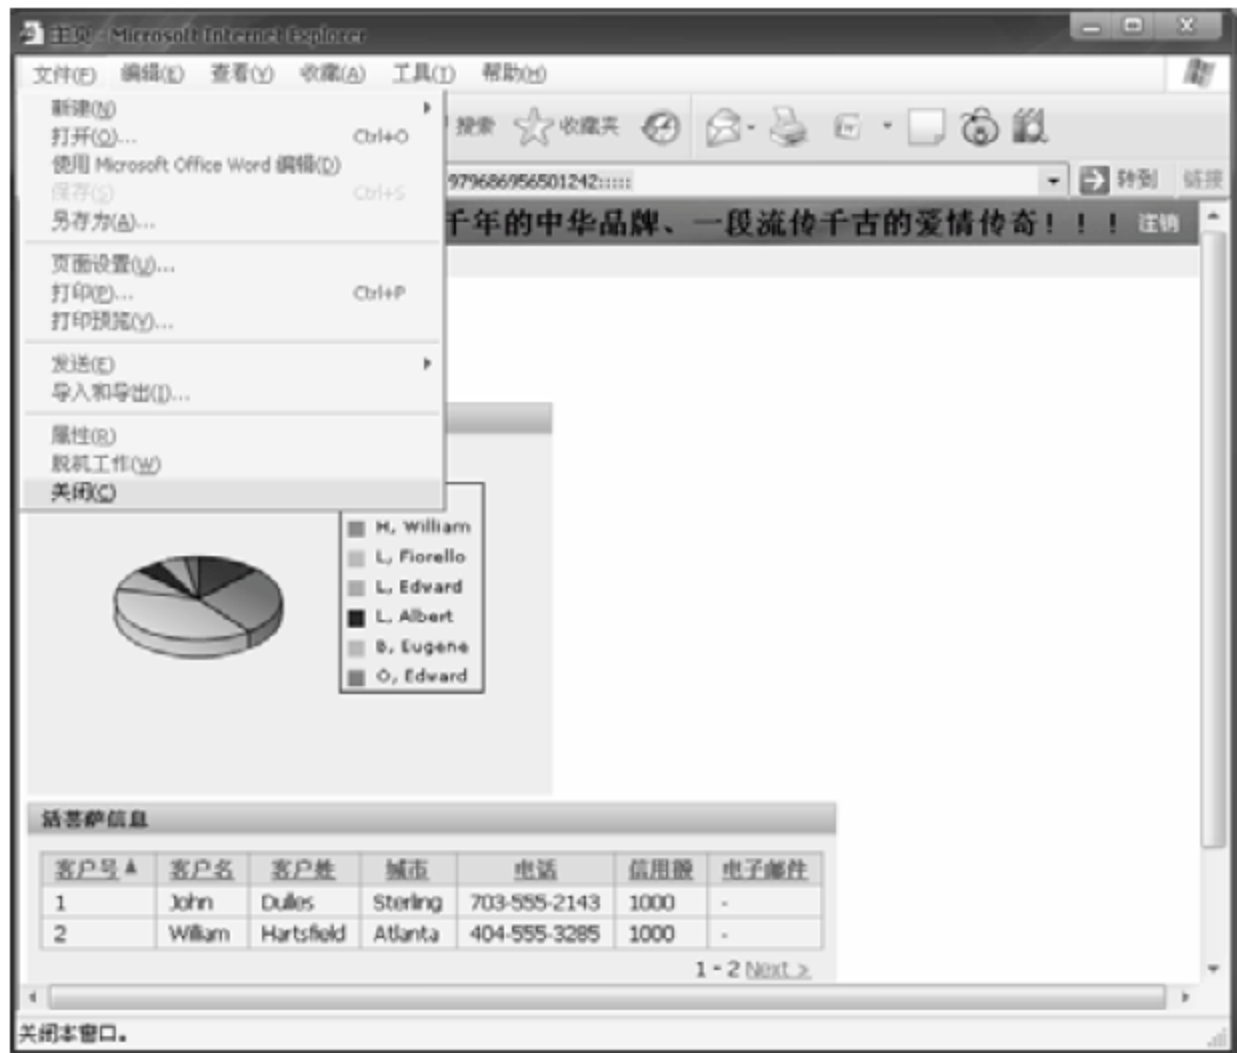 主页 - Microsoft Internet Explorer
文件(F) 编辑(E) 查看(V) 收藏(A) 工具(T) 帮助(H)
新建(N)
打开(O)... Ctrl+O
使用 Microsoft Office Word 编辑(D)
保存(S) Ctrl+S
另存为(A)...
页面设置(U)...
打印(P)... Ctrl+P
打印预览(V)...
发送(E)
导入和导出(I)...
属性(R)
脱机工作(W)
关闭(C)
搜索 收藏夹
979686956501242::::: 转到 链接
千年的中华品牌、一段流传千古的爱情传奇！！！ 注销
H, William
L, Fiorello
L, Edward
L, Albert
B, Eugene
O, Edward
活菩萨信息
客户号 客户名 客户姓 城市 电话 信用额 电子邮件
1 John Dulles Sterling 703-555-2143 1000 -
2 William Hartsfield Atlanta 404-555-3285 1000 -
1 - 2 Next >
关闭本窗口。